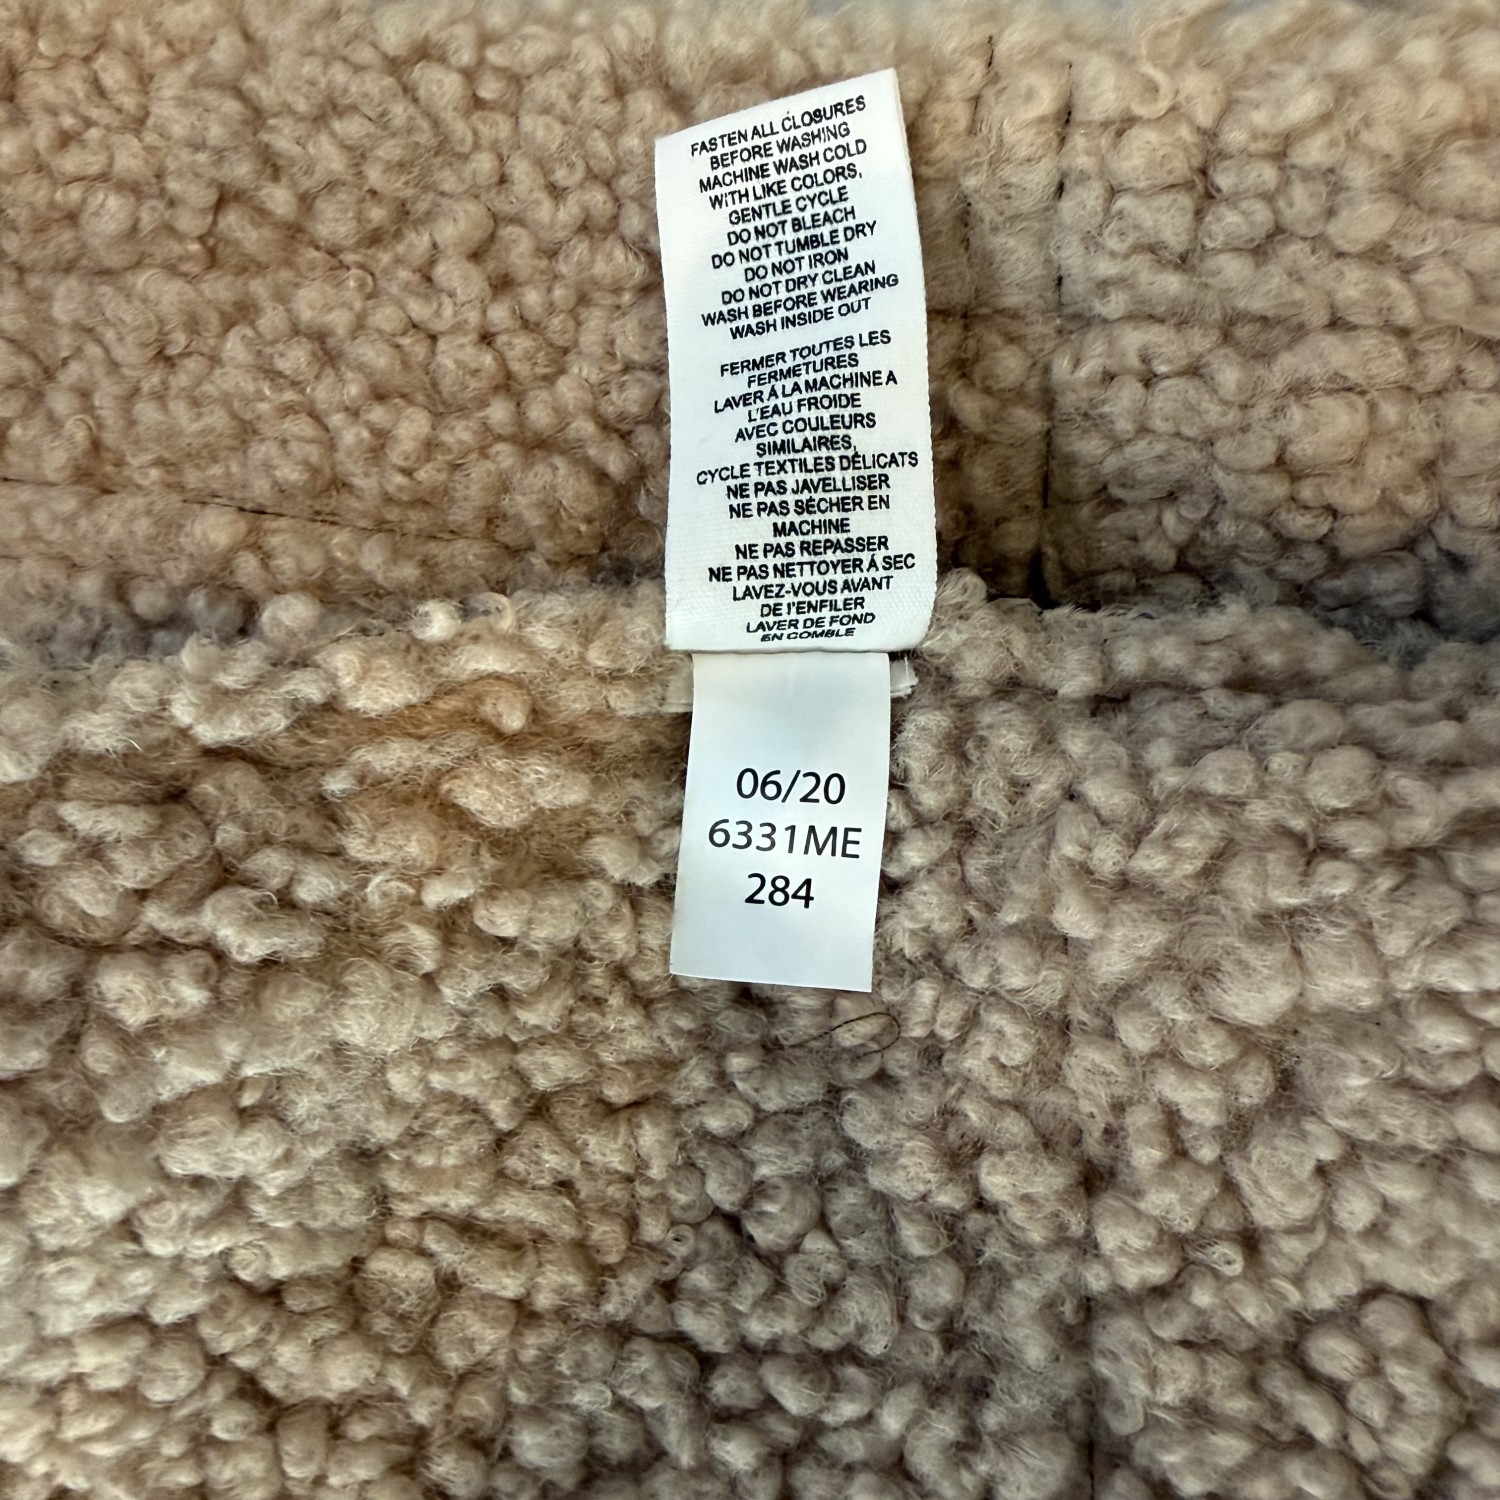 FASTEN ALL CLOSURES
BEFORE WASHING
MACHINE WASH COLD
WITH LIKE COLORS,
GENTLE CYCLE
DO NOT BLEACH
DO NOT TUMBLE DRY
DO NOT IRON
DO NOT DRY CLEAN
WASH BEFORE WEARING
WASH INSIDE OUT
FERMER TOUTES LES
FERMETURES
LAVER Á LA MACHINE A
L'EAU FROIDE
AVEC COULEURS
SIMILAIRES,
CYCLE TEXTILES DÉLICATS
NE PAS JAVELLISER
NE PAS SÉCHER EN
MACHINE
NE PAS REPASSER
NE PAS NETTOYER Á SEC
LAVEZ-VOUS AVANT
DE l'ENFILER
LAVER DE FOND
EN COMBLE
06/20
6331ME
284